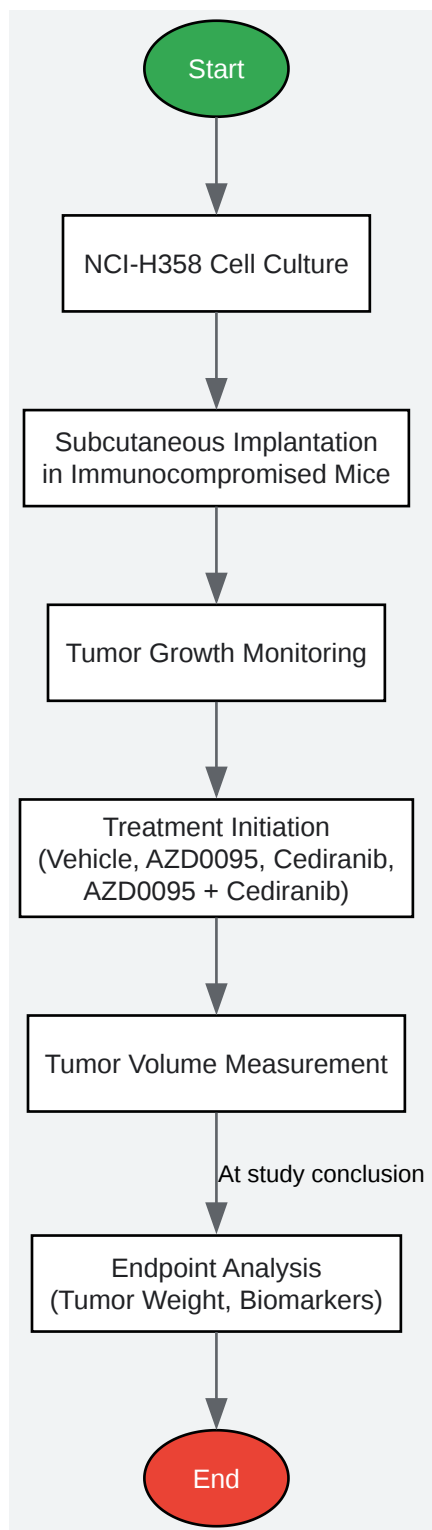 Start
NCI-H358 Cell Culture
Subcutaneous Implantation
in Immunocompromised Mice
Tumor Growth Monitoring
Treatment Initiation
(Vehicle, AZD0095, Cediranib,
AZD0095 + Cediranib)
Tumor Volume Measurement
At study conclusion
Endpoint Analysis
(Tumor Weight, Biomarkers)
End